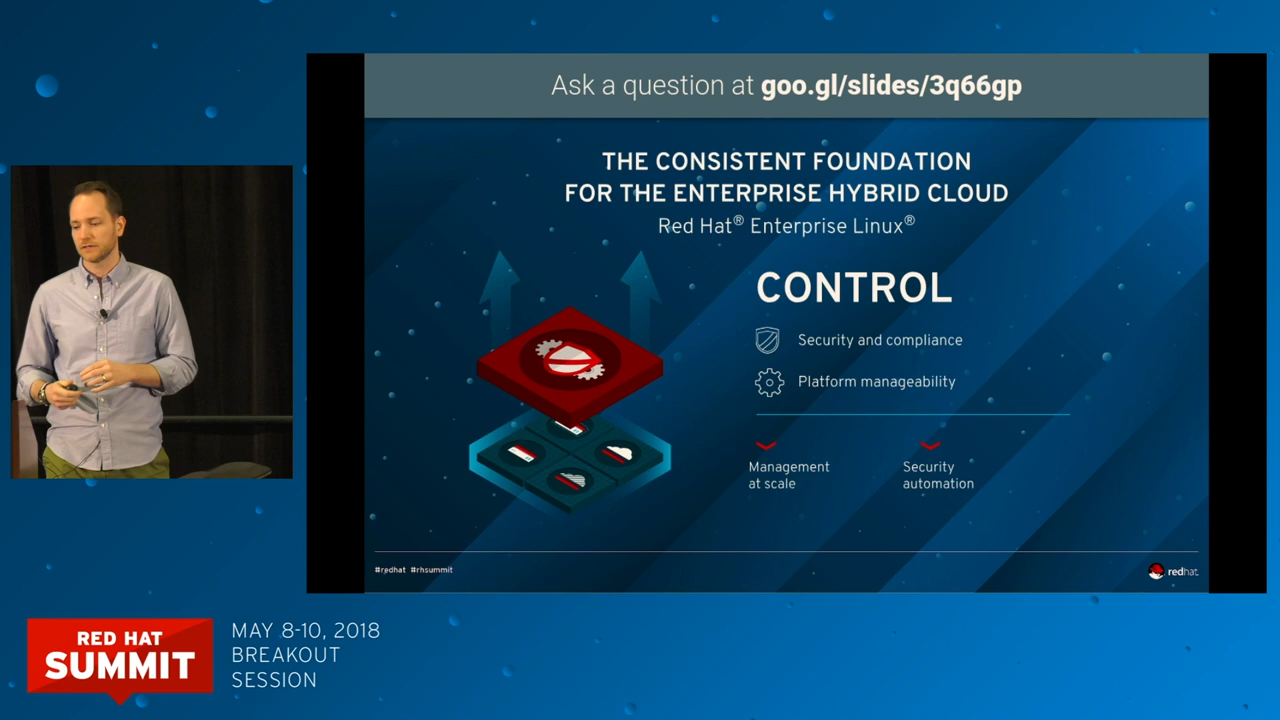 Ask a question at goo.gl/slides/3q66gp
THE CONSISTENT FOUNDATION
FOR THE ENTERPRISE HYBRID CLOUD
Red Hat® Enterprise Linux®
CONTROL
Security and compliance
Platform manageability
Management
at scale
Security
automation
#redhat #rhsummit
redhat.
RED HAT
SUMMIT
MAY 8-10, 2018
BREAKOUT
SESSION